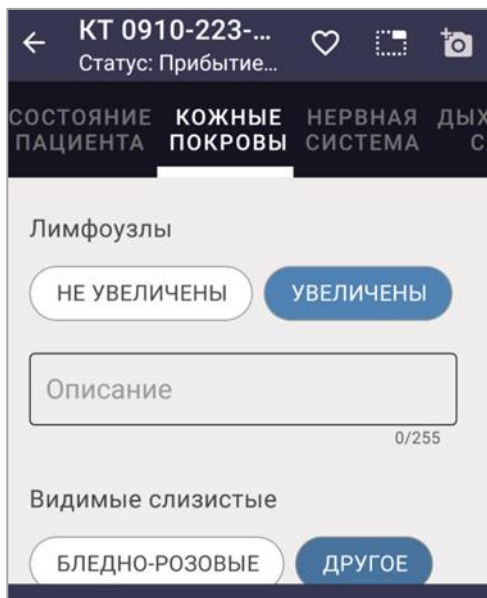 КТ 0910-223-...
Статус: Прибытие...
СОСТОЯНИЕ ПАЦИЕНТА
КОЖНЫЕ ПОКРОВЫ
НЕРВНАЯ СИСТЕМА
Лимфоузлы
НЕ УВЕЛИЧЕНЫ УВЕЛИЧЕНЫ
Описание
0/255
Видимые слизистые
БЛЕДНО-РОЗОВЫЕ ДРУГОЕ